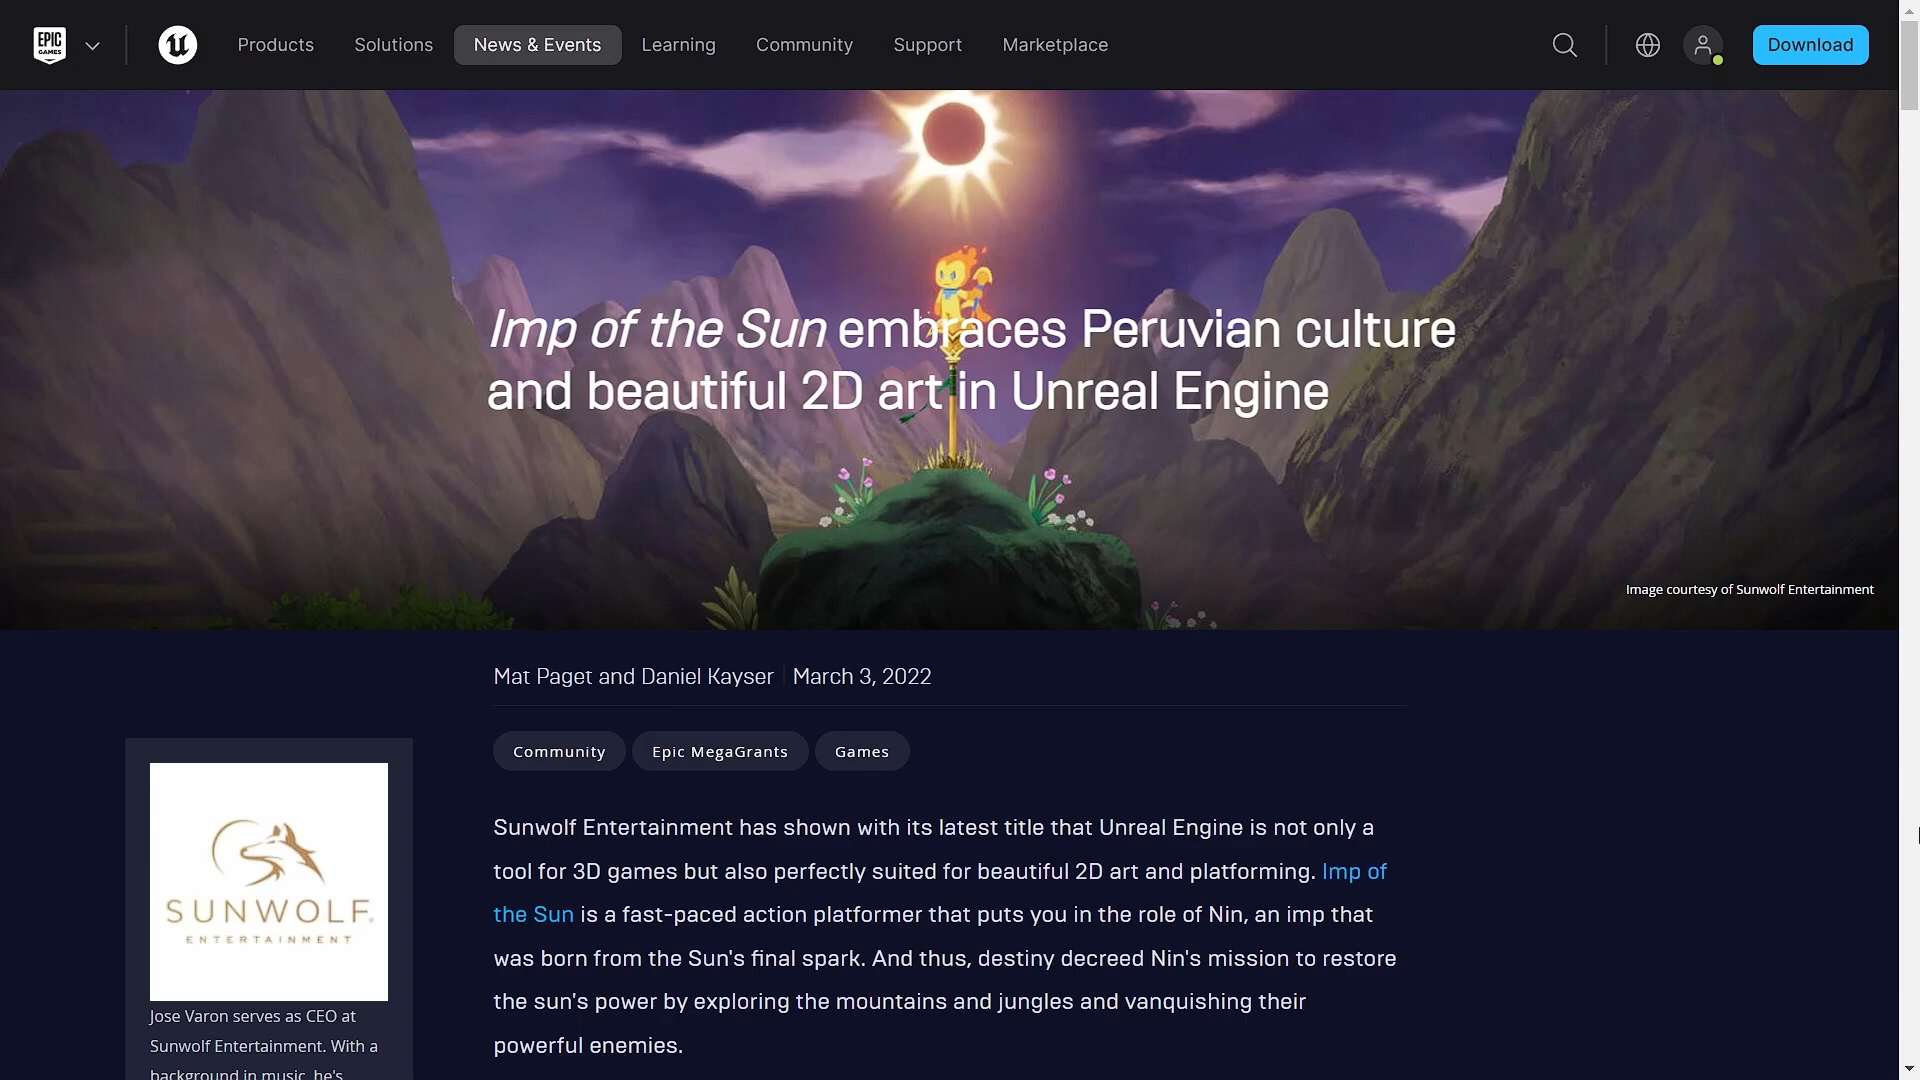 EPIC
GAMES
Products
Solutions
News & Events
Learning
Community
Support
Marketplace
Download
Imp of the Sun embraces Peruvian culture
and beautiful 2D art in Unreal Engine
Image courtesy of Sunwolf Entertainment
Mat Paget and Daniel Kayser
March 3, 2022
Community
Epic MegaGrants
Games
SUNWOLF.
ENTERTAINMENT
Jose Varon serves as CEO at
Sunwolf Entertainment. With a
background in music, he's
Sunwolf Entertainment has shown with its latest title that Unreal Engine is not only a
tool for 3D games but also perfectly suited for beautiful 2D art and platforming. Imp of
the Sun is a fast-paced action platformer that puts you in the role of Nin, an imp that
was born from the Sun's final spark. And thus, destiny decreed Nin's mission to restore
the sun's power by exploring the mountains and jungles and vanquishing their
powerful enemies.